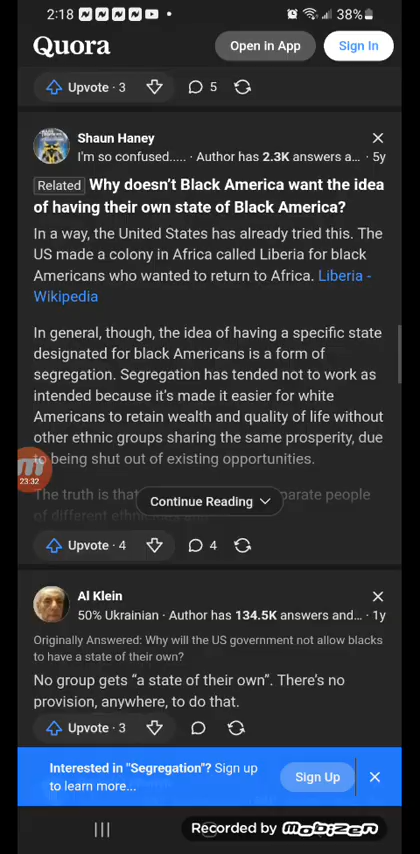 2:18 38%
Quora Open in App Sign In
Upvote · 3 5
Shaun Haney
I'm so confused..... · Author has 2.3K answers a... · 5y
Related Why doesn’t Black America want the idea
of having their own state of Black America?
In a way, the United States has already tried this. The
US made a colony in Africa called Liberia for black
Americans who wanted to return to Africa. Liberia -
Wikipedia
In general, though, the idea of having a specific state
designated for black Americans is a form of
segregation. Segregation has tended not to work as
intended because it's made it easier for white
Americans to retain wealth and quality of life without
other ethnic groups sharing the same prosperity, due
to being shut out of existing opportunities.
23:32
The truth is that Continue Reading parate people
of different
Upvote · 4 4
Al Klein
50% Ukrainian · Author has 134.5K answers and... · 1y
Originally Answered: Why will the US government not allow blacks
to have a state of their own?
No group gets “a state of their own”. There’s no
provision, anywhere, to do that.
Upvote · 3
Interested in "Segregation"? Sign up
to learn more...
Sign Up
Recorded by mobizen